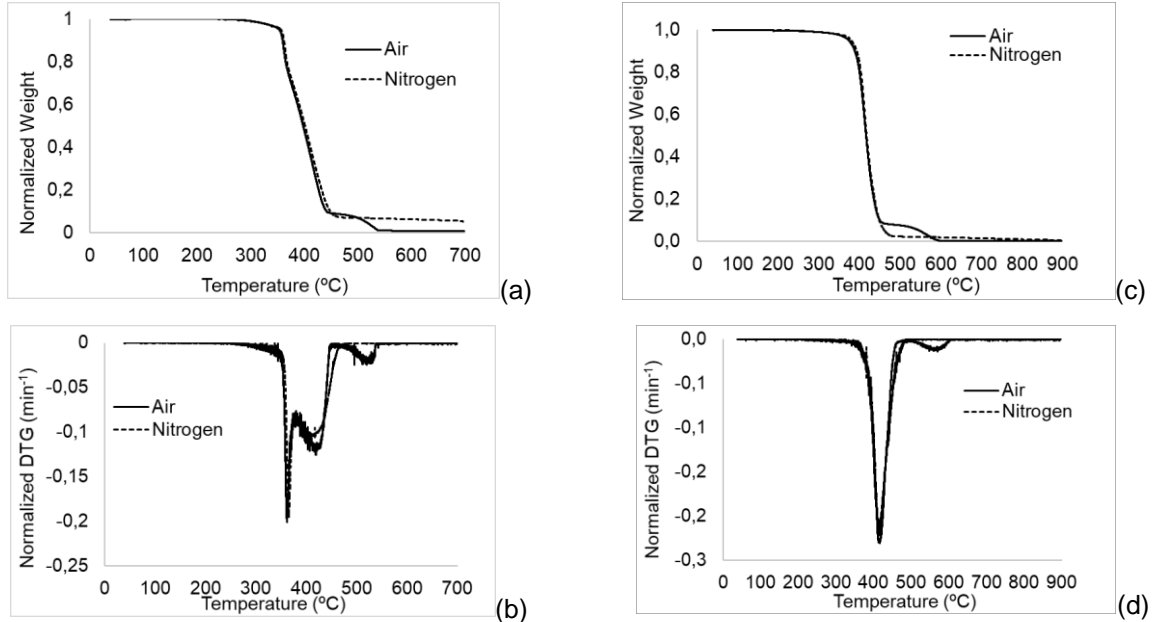 1
0,8
0,6
0,4
0,2
0
Normalized Weight
Air
Nitrogen
0 100 200 300 400 500 600 700
Temperature (ºC)
(a)
1,0
0,8
0,6
0,4
0,2
0,0
Normalized Weight
Air
Nitrogen
0 100 200 300 400 500 600 700 800 900
Temperature (ºC)
(c)
0
-0,05
-0,1
-0,15
-0,2
-0,25
Normalized DTG (min-1)
Air
Nitrogen
0 100 200 300 400 500 600 700
Temperature (ºC)
(b)
0,0
-0,1
-0,1
-0,2
-0,2
-0,3
Normalized DTG (min-1)
Air
Nitrogen
0 100 200 300 400 500 600 700 800 900
Temperature (ºC)
(d)